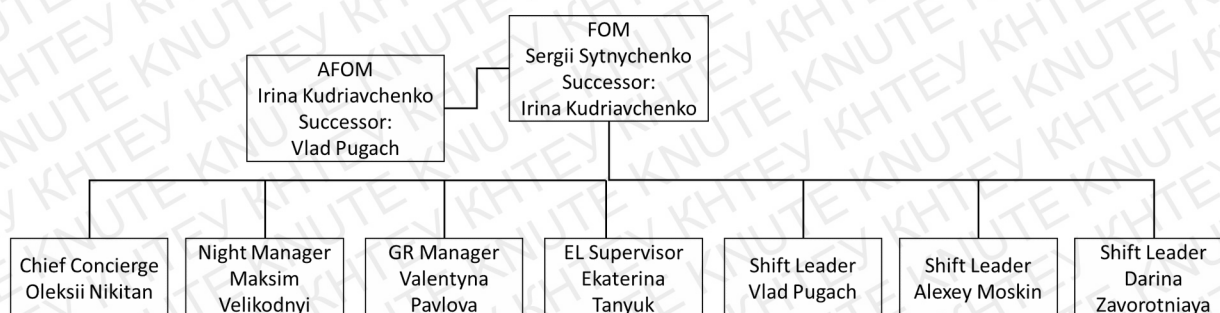 FOM
Sergii Sytnychenko
Successor:
Irina Kudriavchenko
AFOM
Irina Kudriavchenko
Successor:
Vlad Pugach
Chief Concierge
Oleksii Nikitan
Night Manager
Maksim
Velikodnyi
GR Manager
Valentyna
Pavlova
EL Supervisor
Ekaterina
Tanyuk
Shift Leader
Vlad Pugach
Shift Leader
Alexey Moskin
Shift Leader
Darina
Zavorotniaya
KNUTE KHTEY